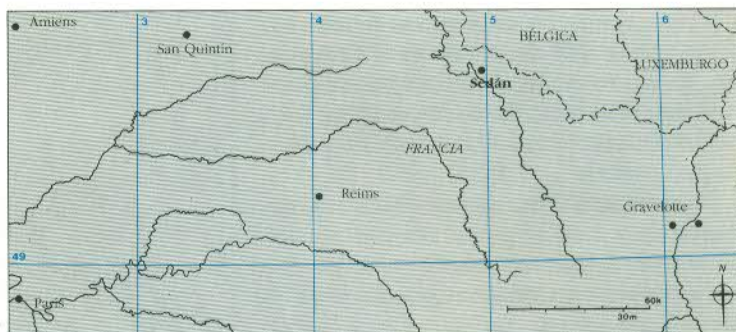 3
4
5
6
Amiens
San Quintín
BÉLGICA
LUXEMBURGO
Sedán
FRANCIA
Reims
Gravelotte
49
N
París
60k
30m